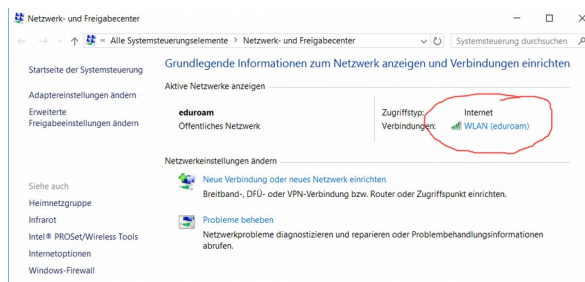 Netzwerk- und Freigabecenter
« Alle Systemsteuerungselemente > Netzwerk- und Freigabecenter
Systemsteuerung durchsuchen
Startseite der Systemsteuerung
Adaptereinstellungen ändern
Erweiterte
Freigabeeinstellungen ändern
Grundlegende Informationen zum Netzwerk anzeigen und Verbindungen einrichten
Aktive Netzwerke anzeigen
eduroam
Öffentliches Netzwerk
Zugriffstyp: Internet
Verbindungen: WLAN (eduroam)
Netzwerkeinstellungen ändern
Neue Verbindung oder neues Netzwerk einrichten
Breitband-, DFÜ- oder VPN-Verbindung bzw. Router oder Zugriffspunkt einrichten.
Probleme beheben
Netzwerkprobleme diagnostizieren und reparieren oder Problembehandlungsinformationen
abrufen.
Siehe auch
Heimnetzgruppe
Infrarot
Intel® PROSet/Wireless Tools
Internetoptionen
Windows-Firewall